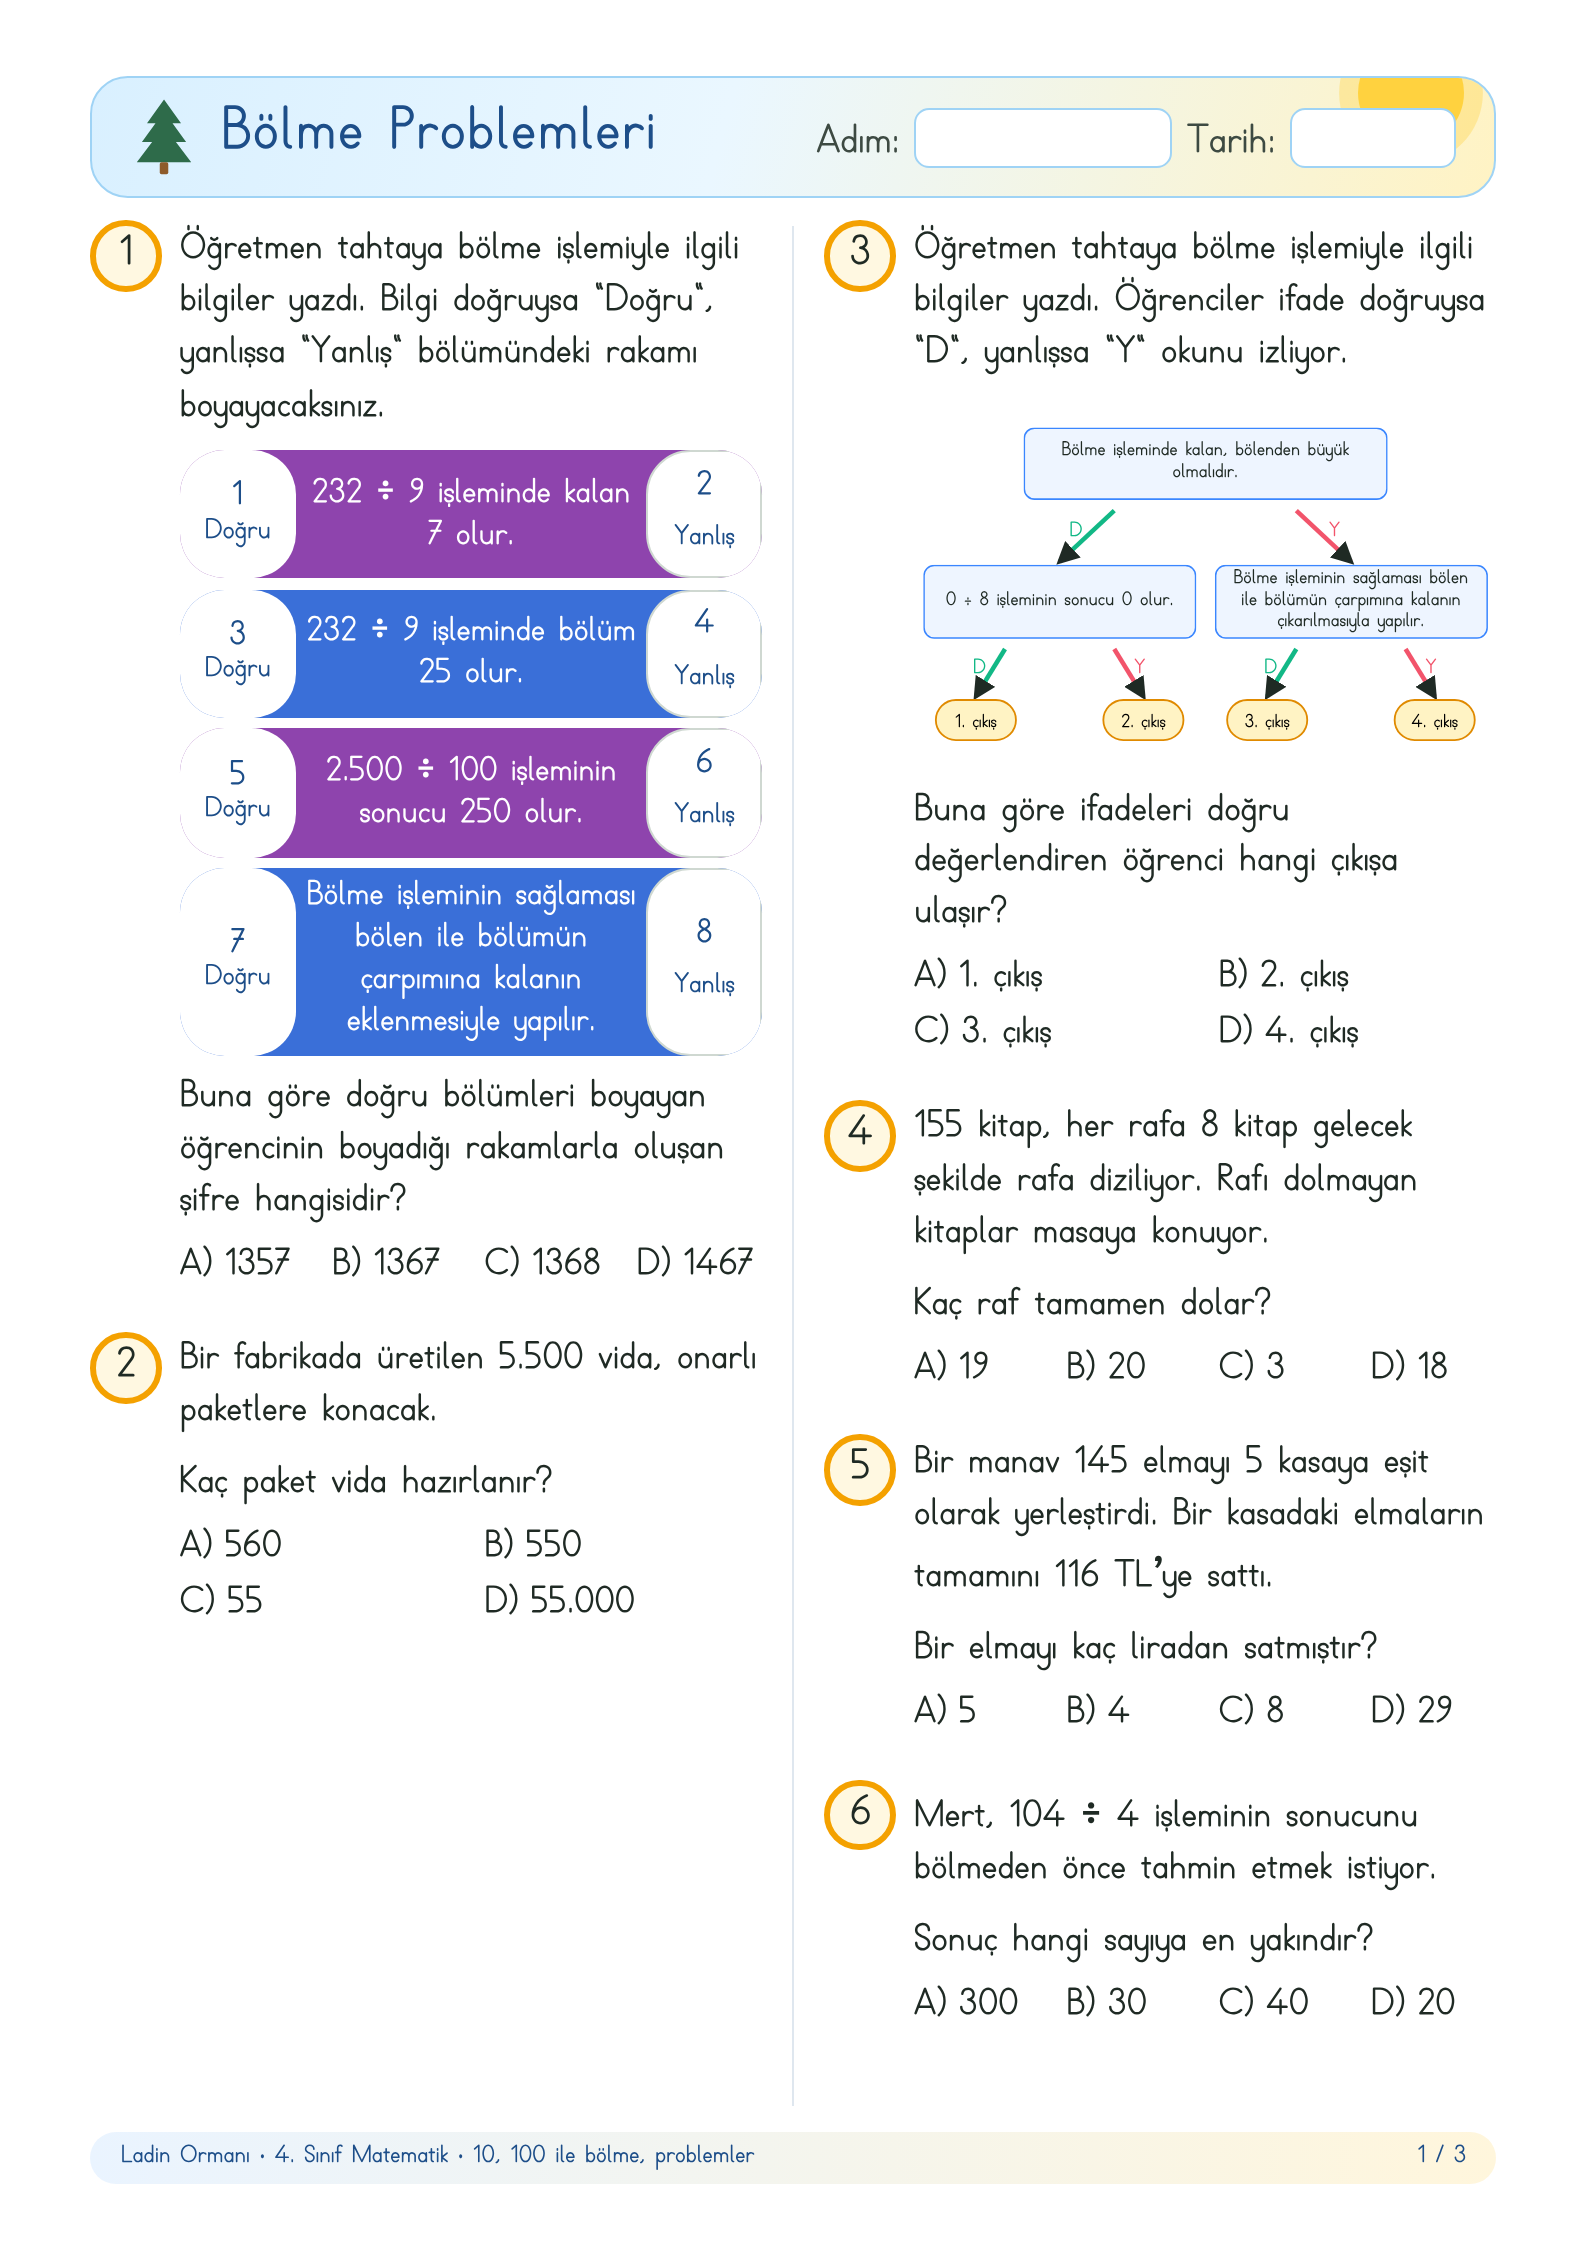 Bölme Problemleri
Adım:
Tarih:
1
Öğretmen tahtaya bölme işlemiyle ilgili
bilgiler yazdı. Bilgi doğruysa "Doğru",
yanlışsa "Yanlış" bölümündeki rakamı
boyayacaksınız.
1
Doğru
232 ÷ 9 işleminde kalan
7 olur.
2
Yanlış
3
Doğru
232 ÷ 9 işleminde bölüm
25 olur.
4
Yanlış
5
Doğru
2.500 ÷ 100 işleminin
sonucu 250 olur.
6
Yanlış
7
Doğru
Bölme işleminin sağlaması
bölen ile bölümün
çarpımına kalanın
eklenmesiyle yapılır.
8
Yanlış
Buna göre doğru bölümleri boyayan
öğrencinin boyadığı rakamlarla oluşan
şifre hangisidir?
A) 1357 B) 1367 C) 1368 D) 1467
2
Bir fabrikada üretilen 5.500 vida, onarlı
paketlere konacak.
Kaç paket vida hazırlanır?
A) 560 B) 550
C) 55 D) 55.000
3
Öğretmen tahtaya bölme işlemiyle ilgili
bilgiler yazdı. Öğrenciler ifade doğruysa
"D", yanlışsa "Y" okunu izliyor.
Bölme işleminde kalan, bölenden büyük
olmalıdır.
D
Y
0 ÷ 8 işleminin sonucu 0 olur.
Bölme işleminin sağlaması bölen
ile bölümün çarpımına kalanın
çıkarılmasıyla yapılır.
D
Y
D
Y
1. çıkış
2. çıkış
3. çıkış
4. çıkış
Buna göre ifadeleri doğru
değerlendiren öğrenci hangi çıkışa
ulaşır?
A) 1. çıkış B) 2. çıkış
C) 3. çıkış D) 4. çıkış
4
155 kitap, her rafa 8 kitap gelecek
şekilde rafa diziliyor. Rafı dolmayan
kitaplar masaya konuyor.
Kaç raf tamamen dolar?
A) 19 B) 20 C) 3 D) 18
5
Bir manav 145 elmayı 5 kasaya eşit
olarak yerleştirdi. Bir kasadaki elmaların
tamamını 116 TL'ye sattı.
Bir elmayı kaç liradan satmıştır?
A) 5 B) 4 C) 8 D) 29
6
Mert, 104 ÷ 4 işleminin sonucunu
bölmeden önce tahmin etmek istiyor.
Sonuç hangi sayıya en yakındır?
A) 300 B) 30 C) 40 D) 20
Ladin Ormanı • 4. Sınıf Matematik • 10, 100 ile bölme, problemler
1 / 3